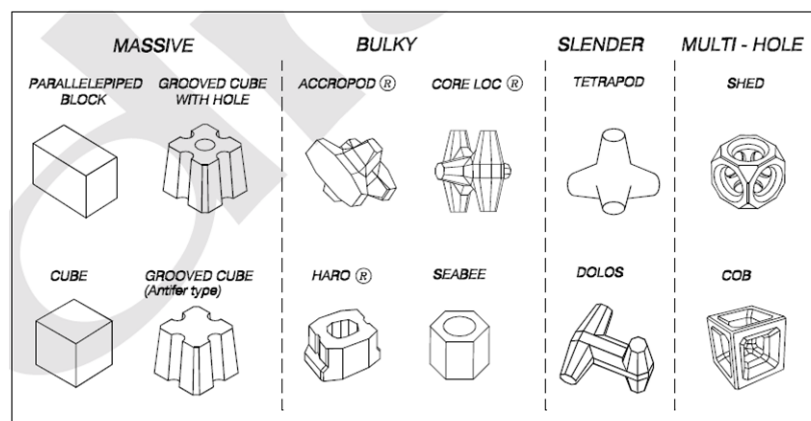 MASSIVE
BULKY
SLENDER
MULTI - HOLE
PARALLELEPIPED
BLOCK
GROOVED CUBE
WITH HOLE
ACCROPOD ®
CORE LOC ®
TETRAPOD
SHED
CUBE
GROOVED CUBE
(Antifer type)
HARO ®
SEABEE
DOLOS
COB